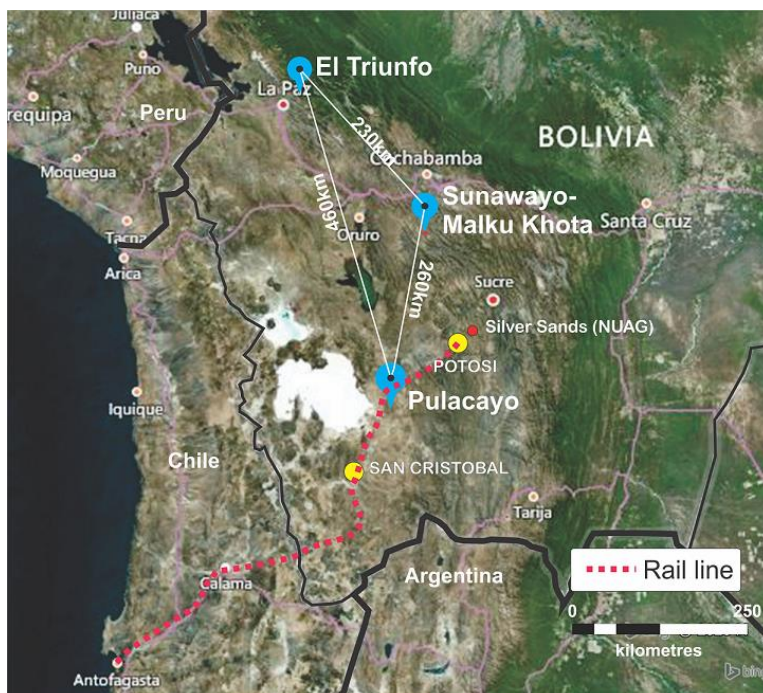 Juliaca
Puno
El Triunfo
La Paz
requipa
Peru
BOLIVIA
230km
Cochabamba
Moquegua
460km
Sunawayo-
Malku Khota
Santa Cruz
Tacna
Oruro
Arica
260km
Sucre
Silver Sands (NUAG)
POTOSI
Iquique
Pulacayo
Chile
SAN CRISTOBAL
Tarija
Calama
Argentina
Rail line
0 250
kilometres
Antofagasta
bing